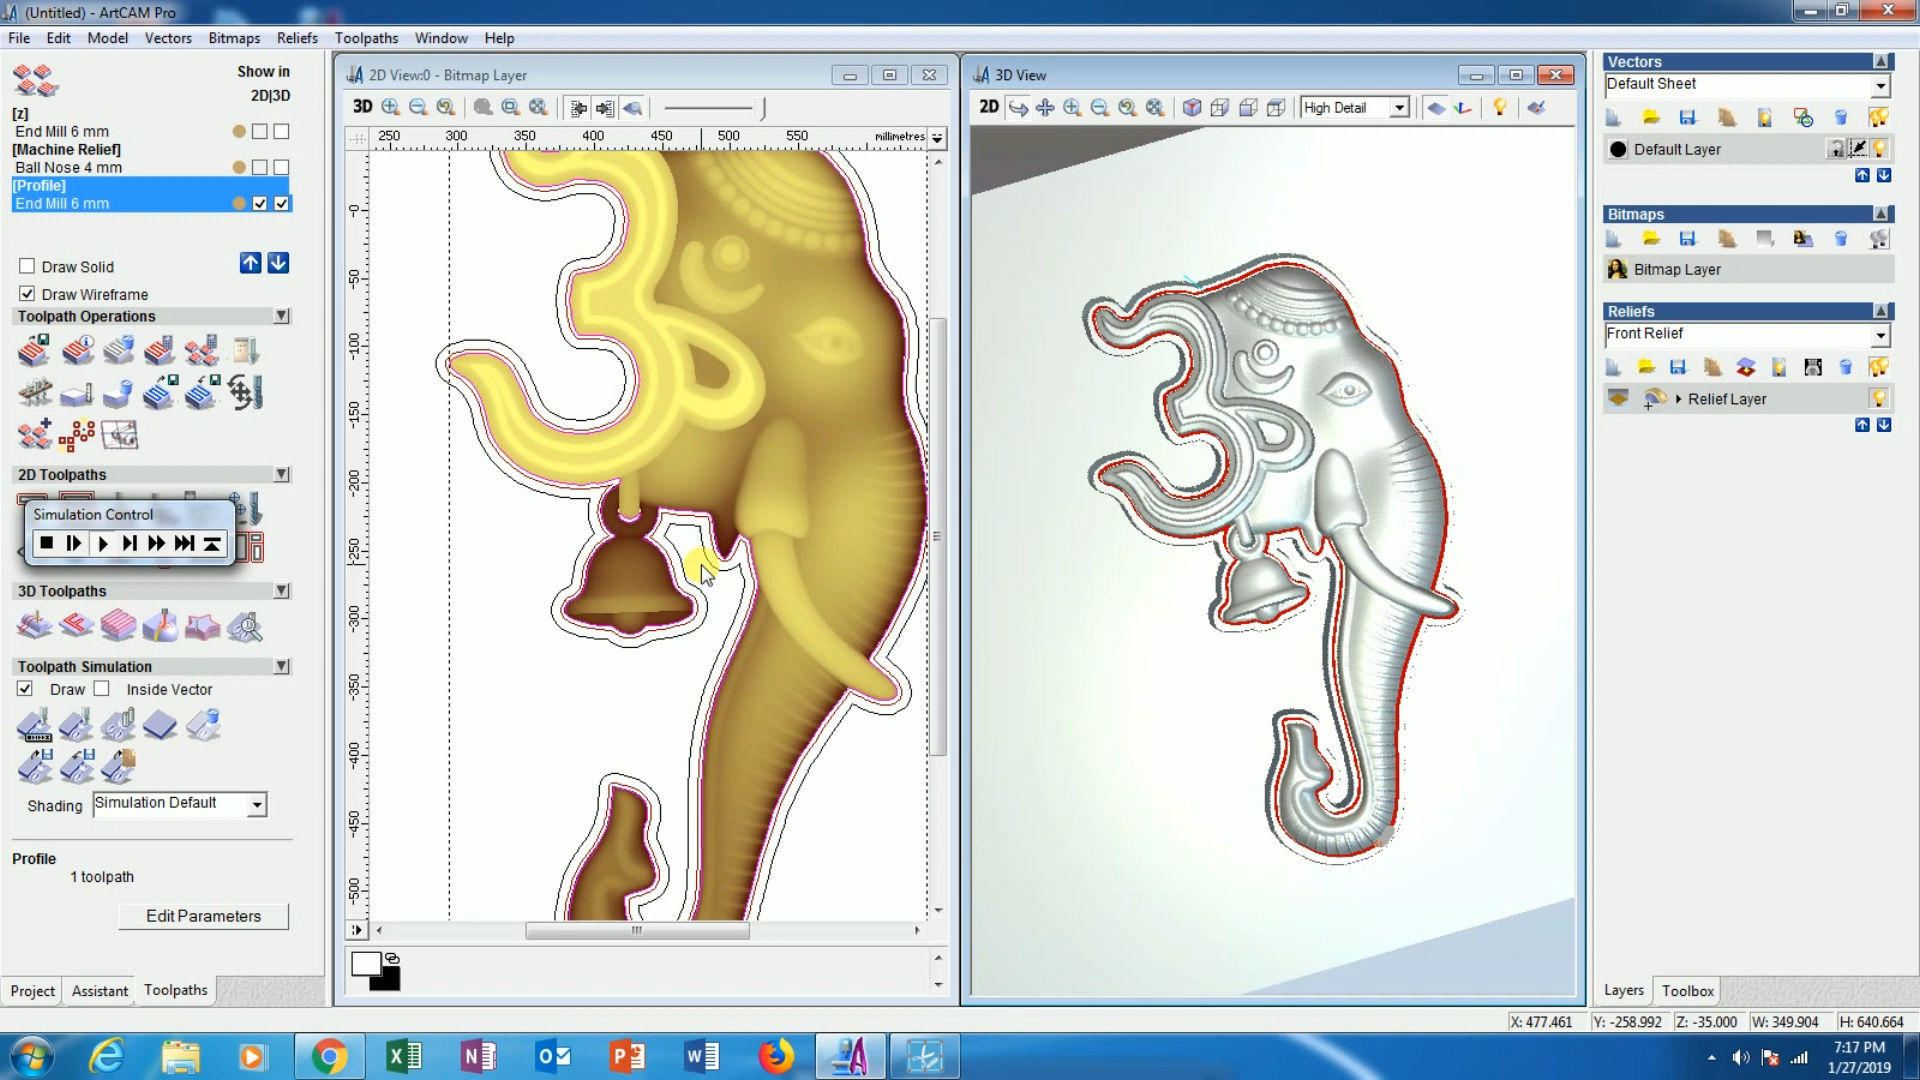 (Untitled) - ArtCAM Pro
File Edit Model Vectors Bitmaps Reliefs Toolpaths Window Help
Show in
2D|3D
[z]
End Mill 6 mm
[Machine Relief]
Ball Nose 4 mm
[Profile]
End Mill 6 mm
Draw Solid
Draw Wireframe
Toolpath Operations
2D Toolpaths
Simulation Control
3D Toolpaths
Toolpath Simulation
Draw Inside Vector
Shading Simulation Default
Profile
1 toolpath
Edit Parameters
Project Assistant Toolpaths
2D View:0 - Bitmap Layer
3D
250 300 350 400 450 500 550 millimetres
-0
-50
-100
-150
-200
-250
-300
-350
-400
-450
-500
3D View
2D High Detail
Vectors
Default Sheet
Default Layer
Bitmaps
Bitmap Layer
Reliefs
Front Relief
Relief Layer
Layers Toolbox
X: 477.461 Y: -258.992 Z: -35.000 W: 349.904 H: 640.664
7:17 PM
1/27/2019